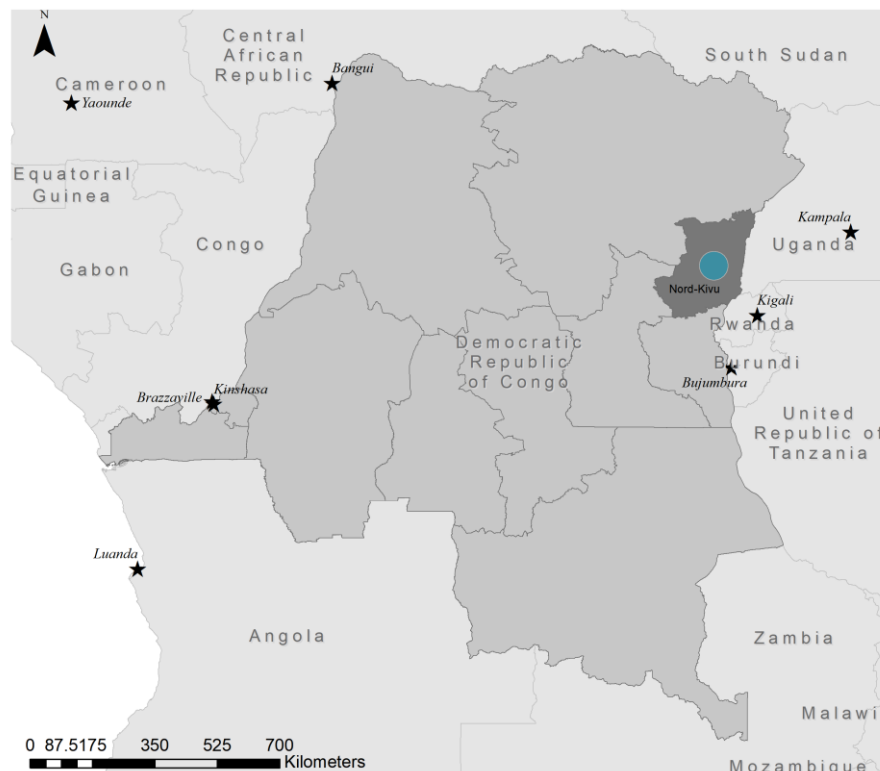 N
Central
African
Republic
South Sudan
Bangui
Cameroon
Yaounde
Equatorial
Guinea
Kampala
Uganda
Congo
Gabon
Nord-Kivu
Kigali
Rwanda
Democratic
Republic
of Congo
Burundi
Bujumbura
Kinshasa
Brazzaville
United
Republic of
Tanzania
Luanda
Angola
Zambia
Malawi
Mozambique
0 87.5175 350 525 700
Kilometers